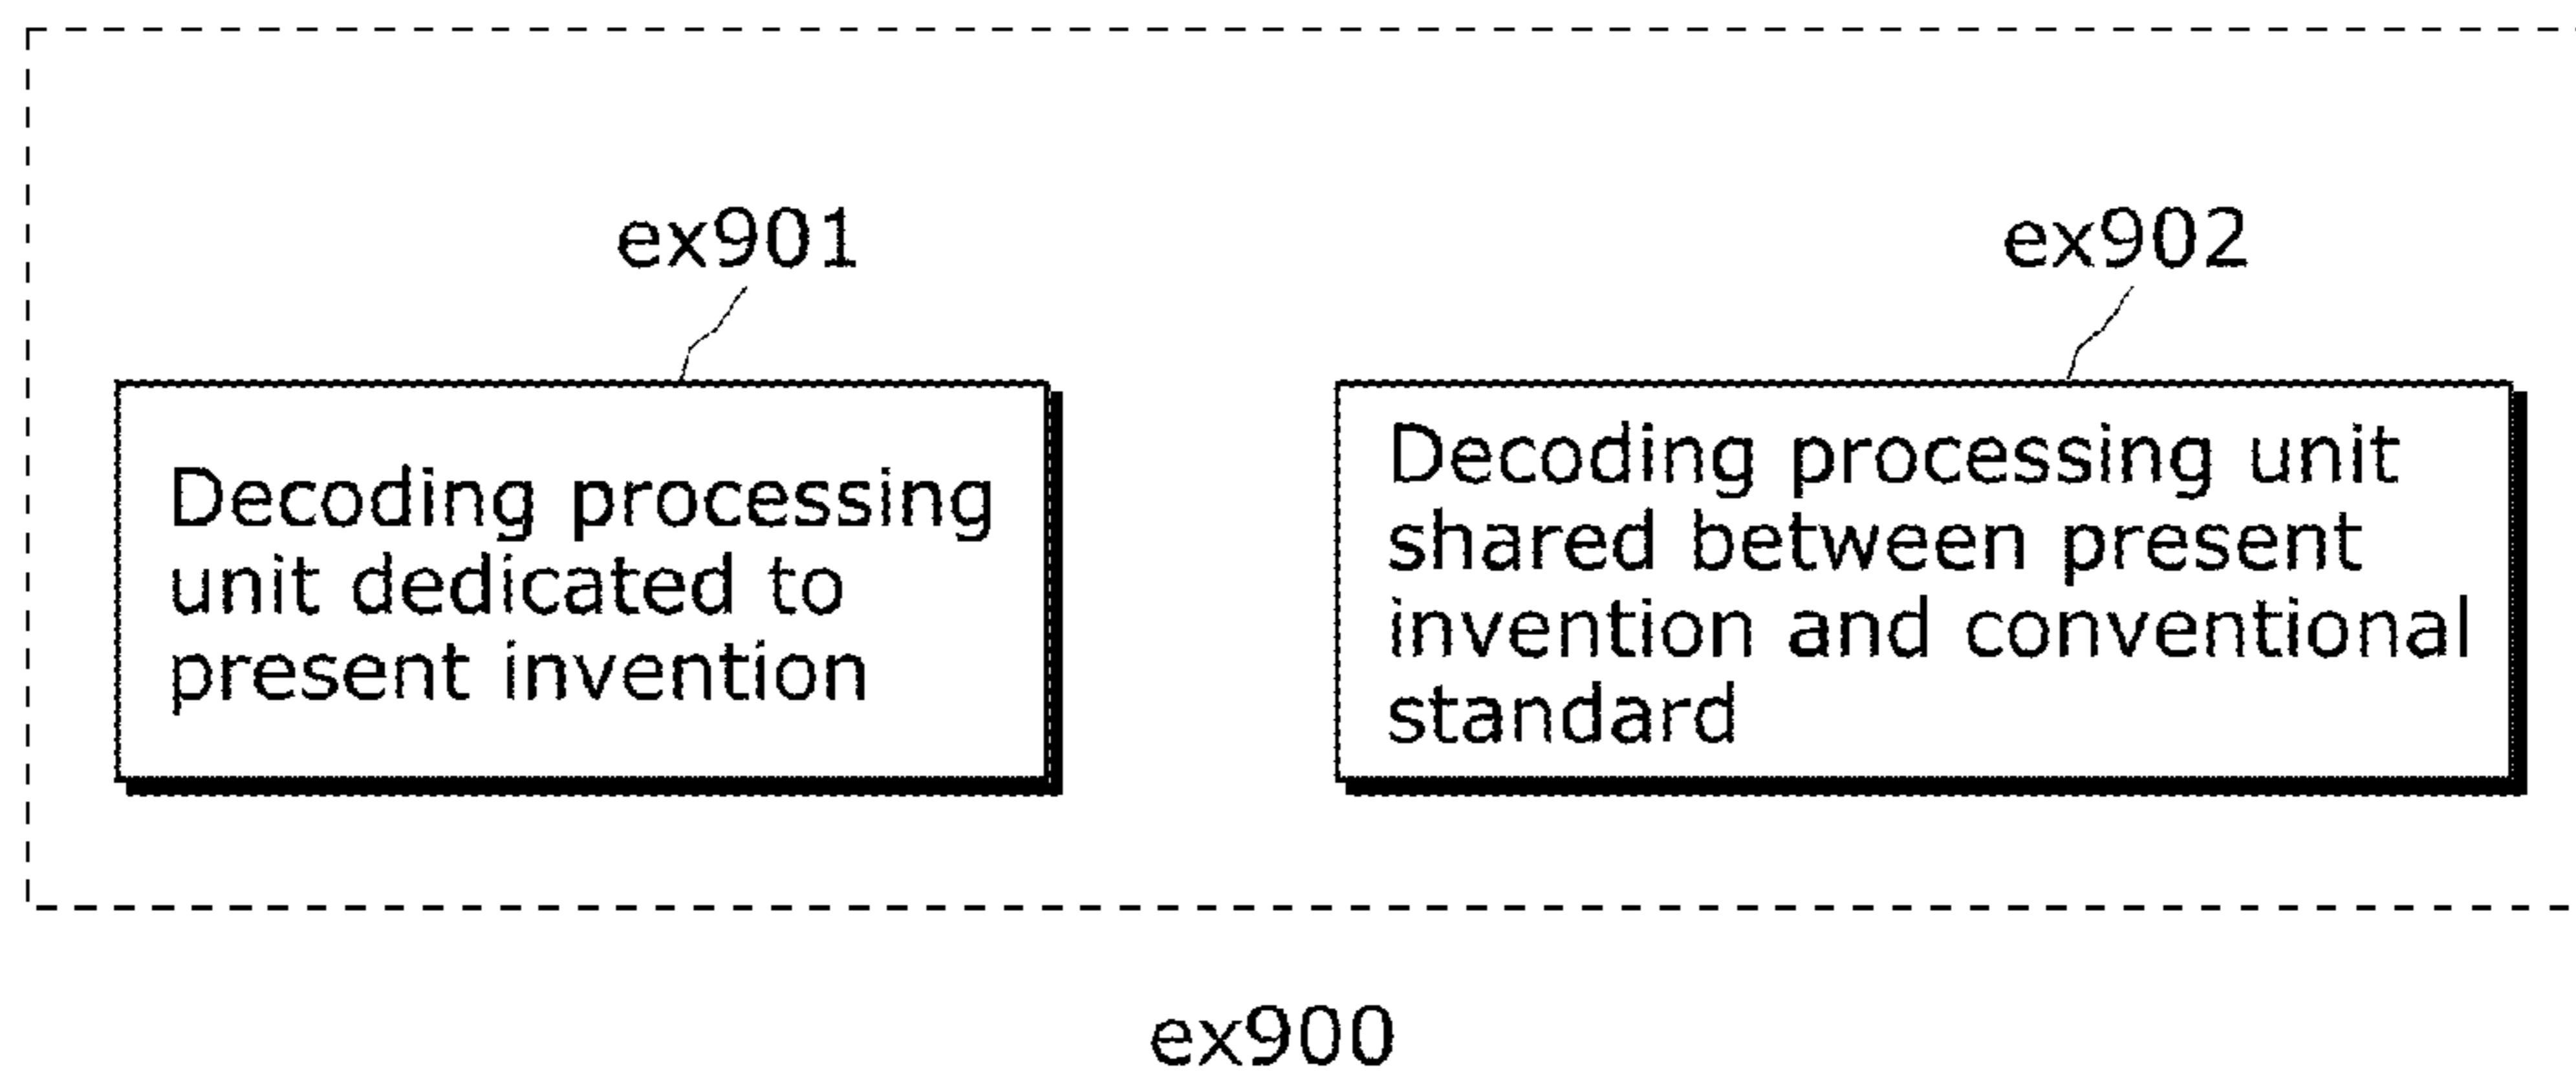 ex901
ex902
Decoding processing
unit dedicated to
present invention
Decoding processing unit
shared between present
invention and conventional
standard
ex900